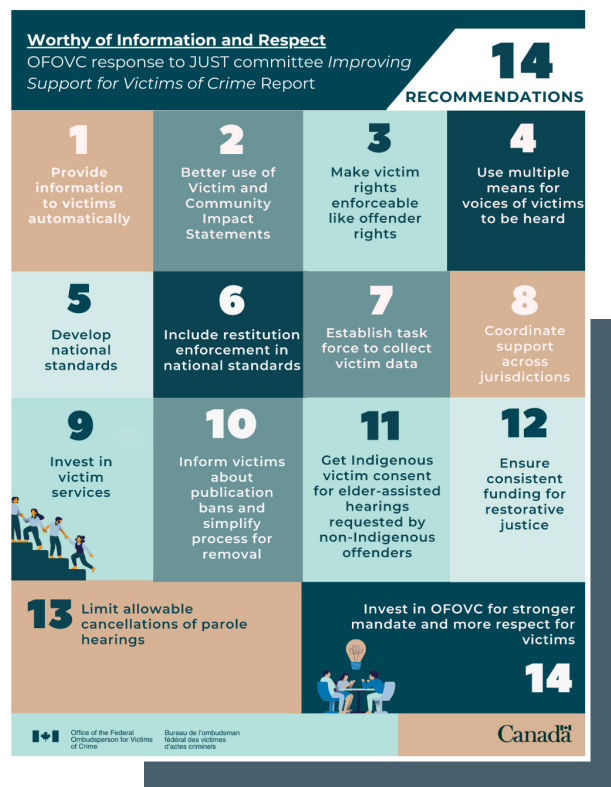 Worthy of Information and Respect
OFOVC response to JUST committee Improving
Support for Victims of Crime Report
14
RECOMMENDATIONS
1
Provide
information
to victims
automatically
2
Better use of
Victim and
Community
Impact
Statements
3
Make victim
rights
enforceable
like offender
rights
4
Use multiple
means for
voices of victims
to be heard
5
Develop
national
standards
6
Include restitution
enforcement in
national standards
7
Establish task
force to collect
victim data
8
Coordinate
support
across
jurisdictions
9
Invest in
victim
services
10
Inform victims
about
publication
bans and
simplify
process for
removal
11
Get Indigenous
victim consent
for elder-assisted
hearings
requested by
non-Indigenous
offenders
12
Ensure
consistent
funding for
restorative
justice
13
Limit allowable
cancellations of parole
hearings
Invest in OFOVC for stronger
mandate and more respect for
victims
14
Office of the Federal
Ombudsperson for Victims
of Crime
Bureau de l'ombudsman
fédéral des victimes
d'actes criminels
Canada